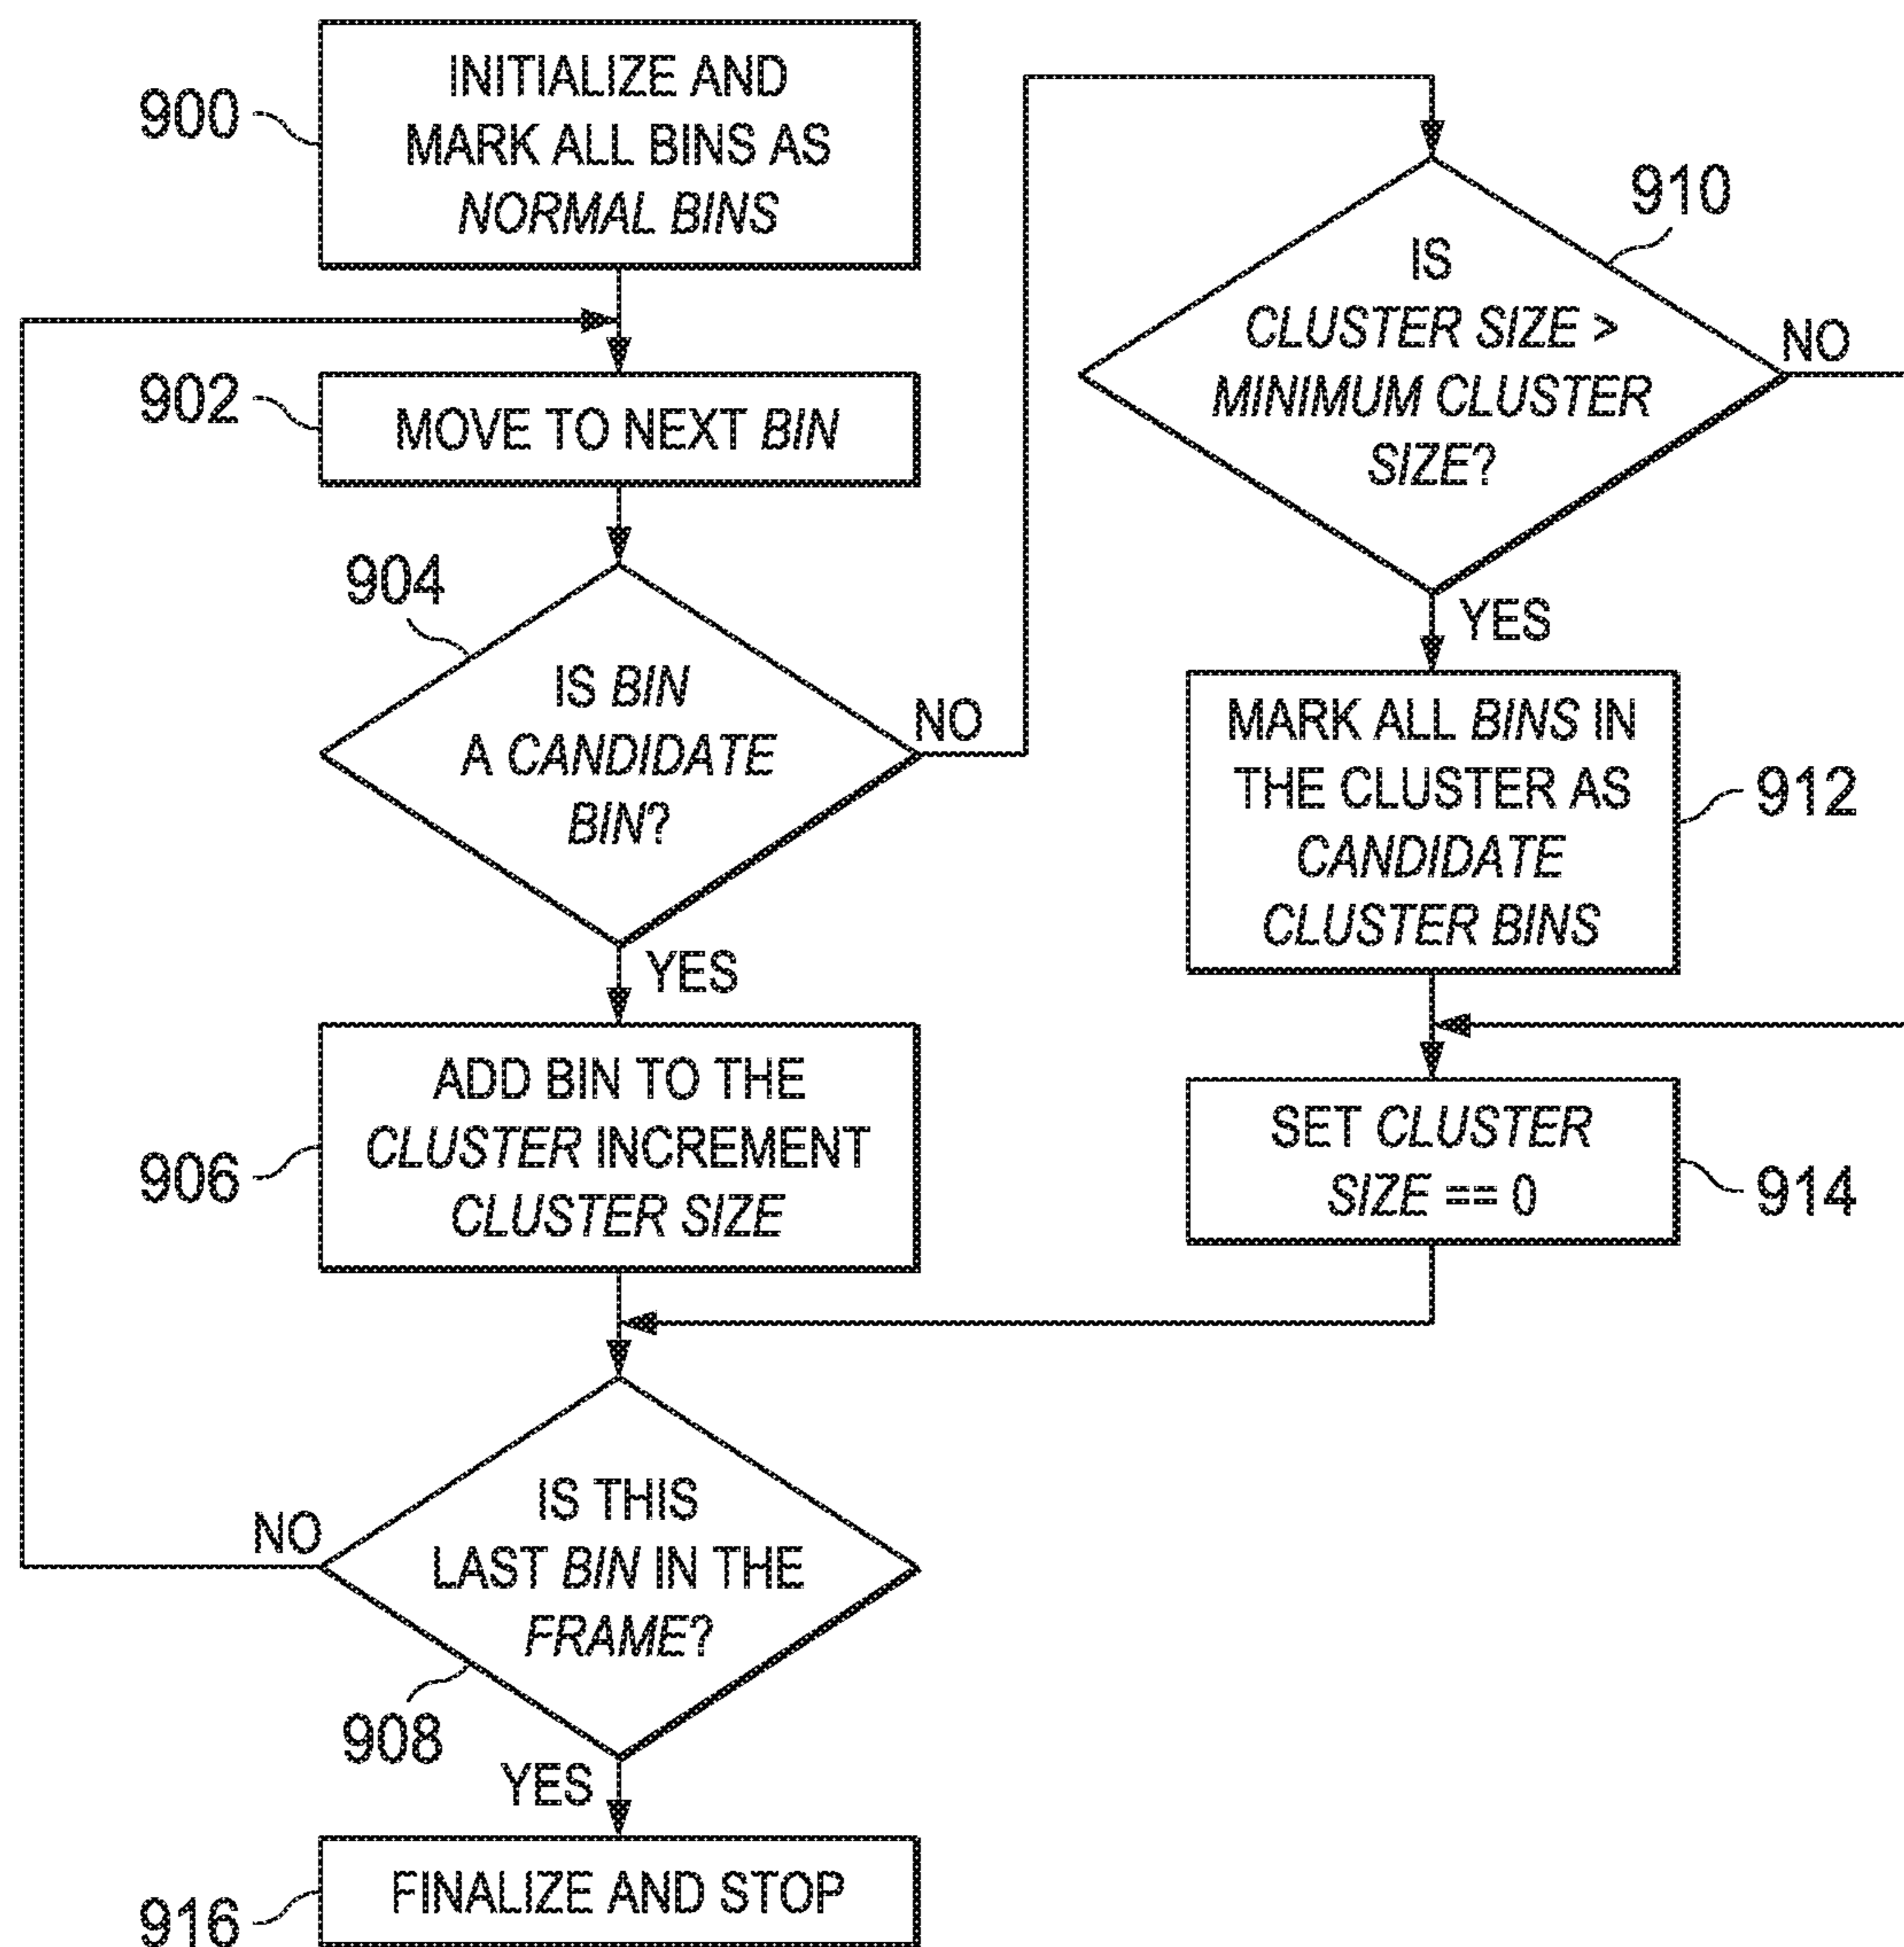 900
INITIALIZE AND
MARK ALL BINS AS
NORMAL BINS
902
MOVE TO NEXT BIN
904
IS BIN
A CANDIDATE
BIN?
NO
YES
906
ADD BIN TO THE
CLUSTER INCREMENT
CLUSTER SIZE
908
IS THIS
LAST BIN IN THE
FRAME?
NO
YES
916
FINALIZE AND STOP
910
IS
CLUSTER SIZE >
MINIMUM CLUSTER
SIZE?
NO
YES
MARK ALL BINS IN
THE CLUSTER AS
CANDIDATE
CLUSTER BINS
912
SET CLUSTER
SIZE == 0
914